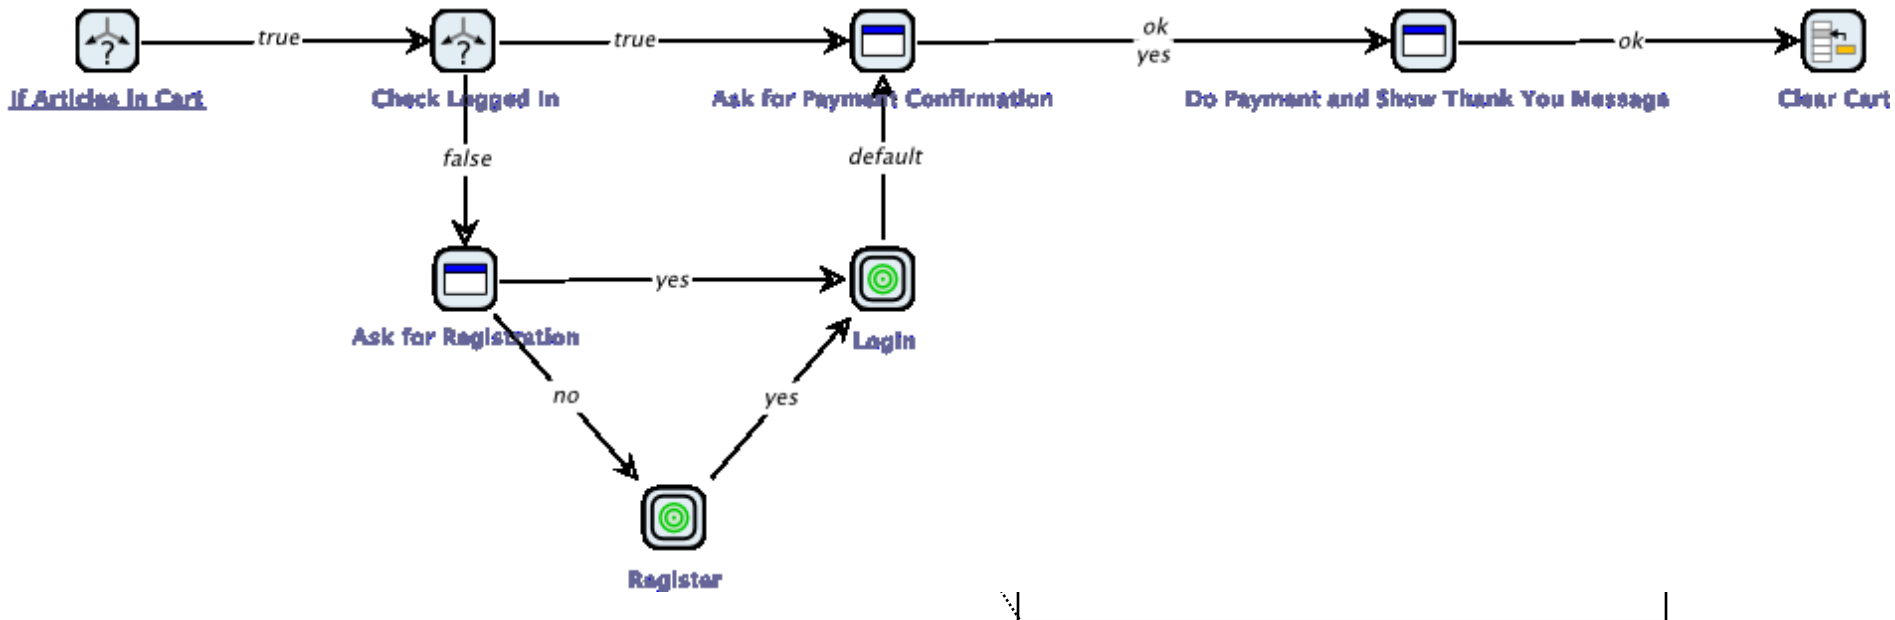 true
true
ok
yes
ok
If Articles in Cart
Check Logged In
Ask for Payment Confirmation
Do Payment and Show Thank You Message
Clear Cart
false
default
yes
Ask for Registration
Login
no
yes
Register